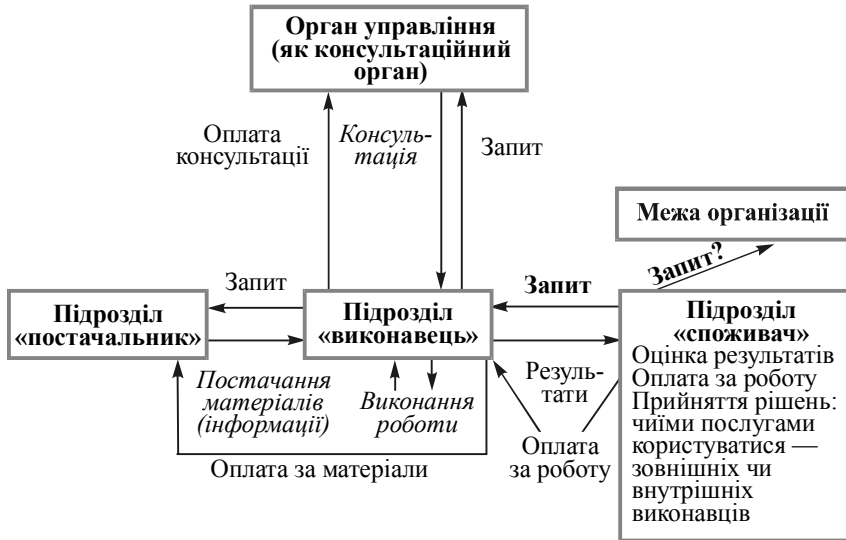 Орган управління
(як консультаційний
орган)
Оплата
консультації
Консуль-
тація
Запит
Межа організації
Запит?
Запит
Запит
Підрозділ
«постачальник»
Підрозділ
«виконавець»
Підрозділ
«споживач»
Оцінка результатів
Оплата за роботу
Прийняття рішень:
чиїми послугами
користуватися —
зовнішніх чи
внутрішніх
виконавців
Постачання
матеріалів
(інформації)
Виконання
роботи
Резуль-
тати
Оплата
за роботу
Оплата за матеріали